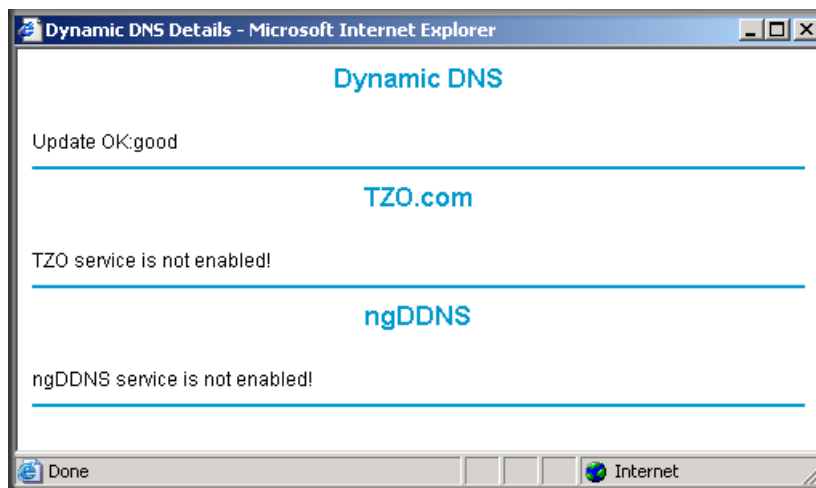 Dynamic DNS Details - Microsoft Internet Explorer
Dynamic DNS
Update OK:good
TZO.com
TZO service is not enabled!
ngDDNS
ngDDNS service is not enabled!
Done
Internet